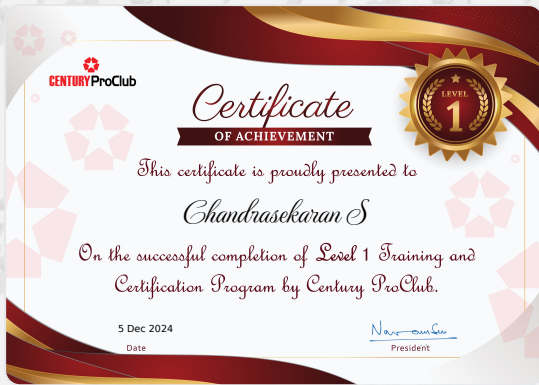 CENTURY ProClub
LEVEL
1
Certificate
OF ACHIEVEMENT
This certificate is proudly presented to
Chandrasekaran S
On the successful completion of Level 1 Training and
Certification Program by Century ProClub.
5 Dec 2024
Date
President